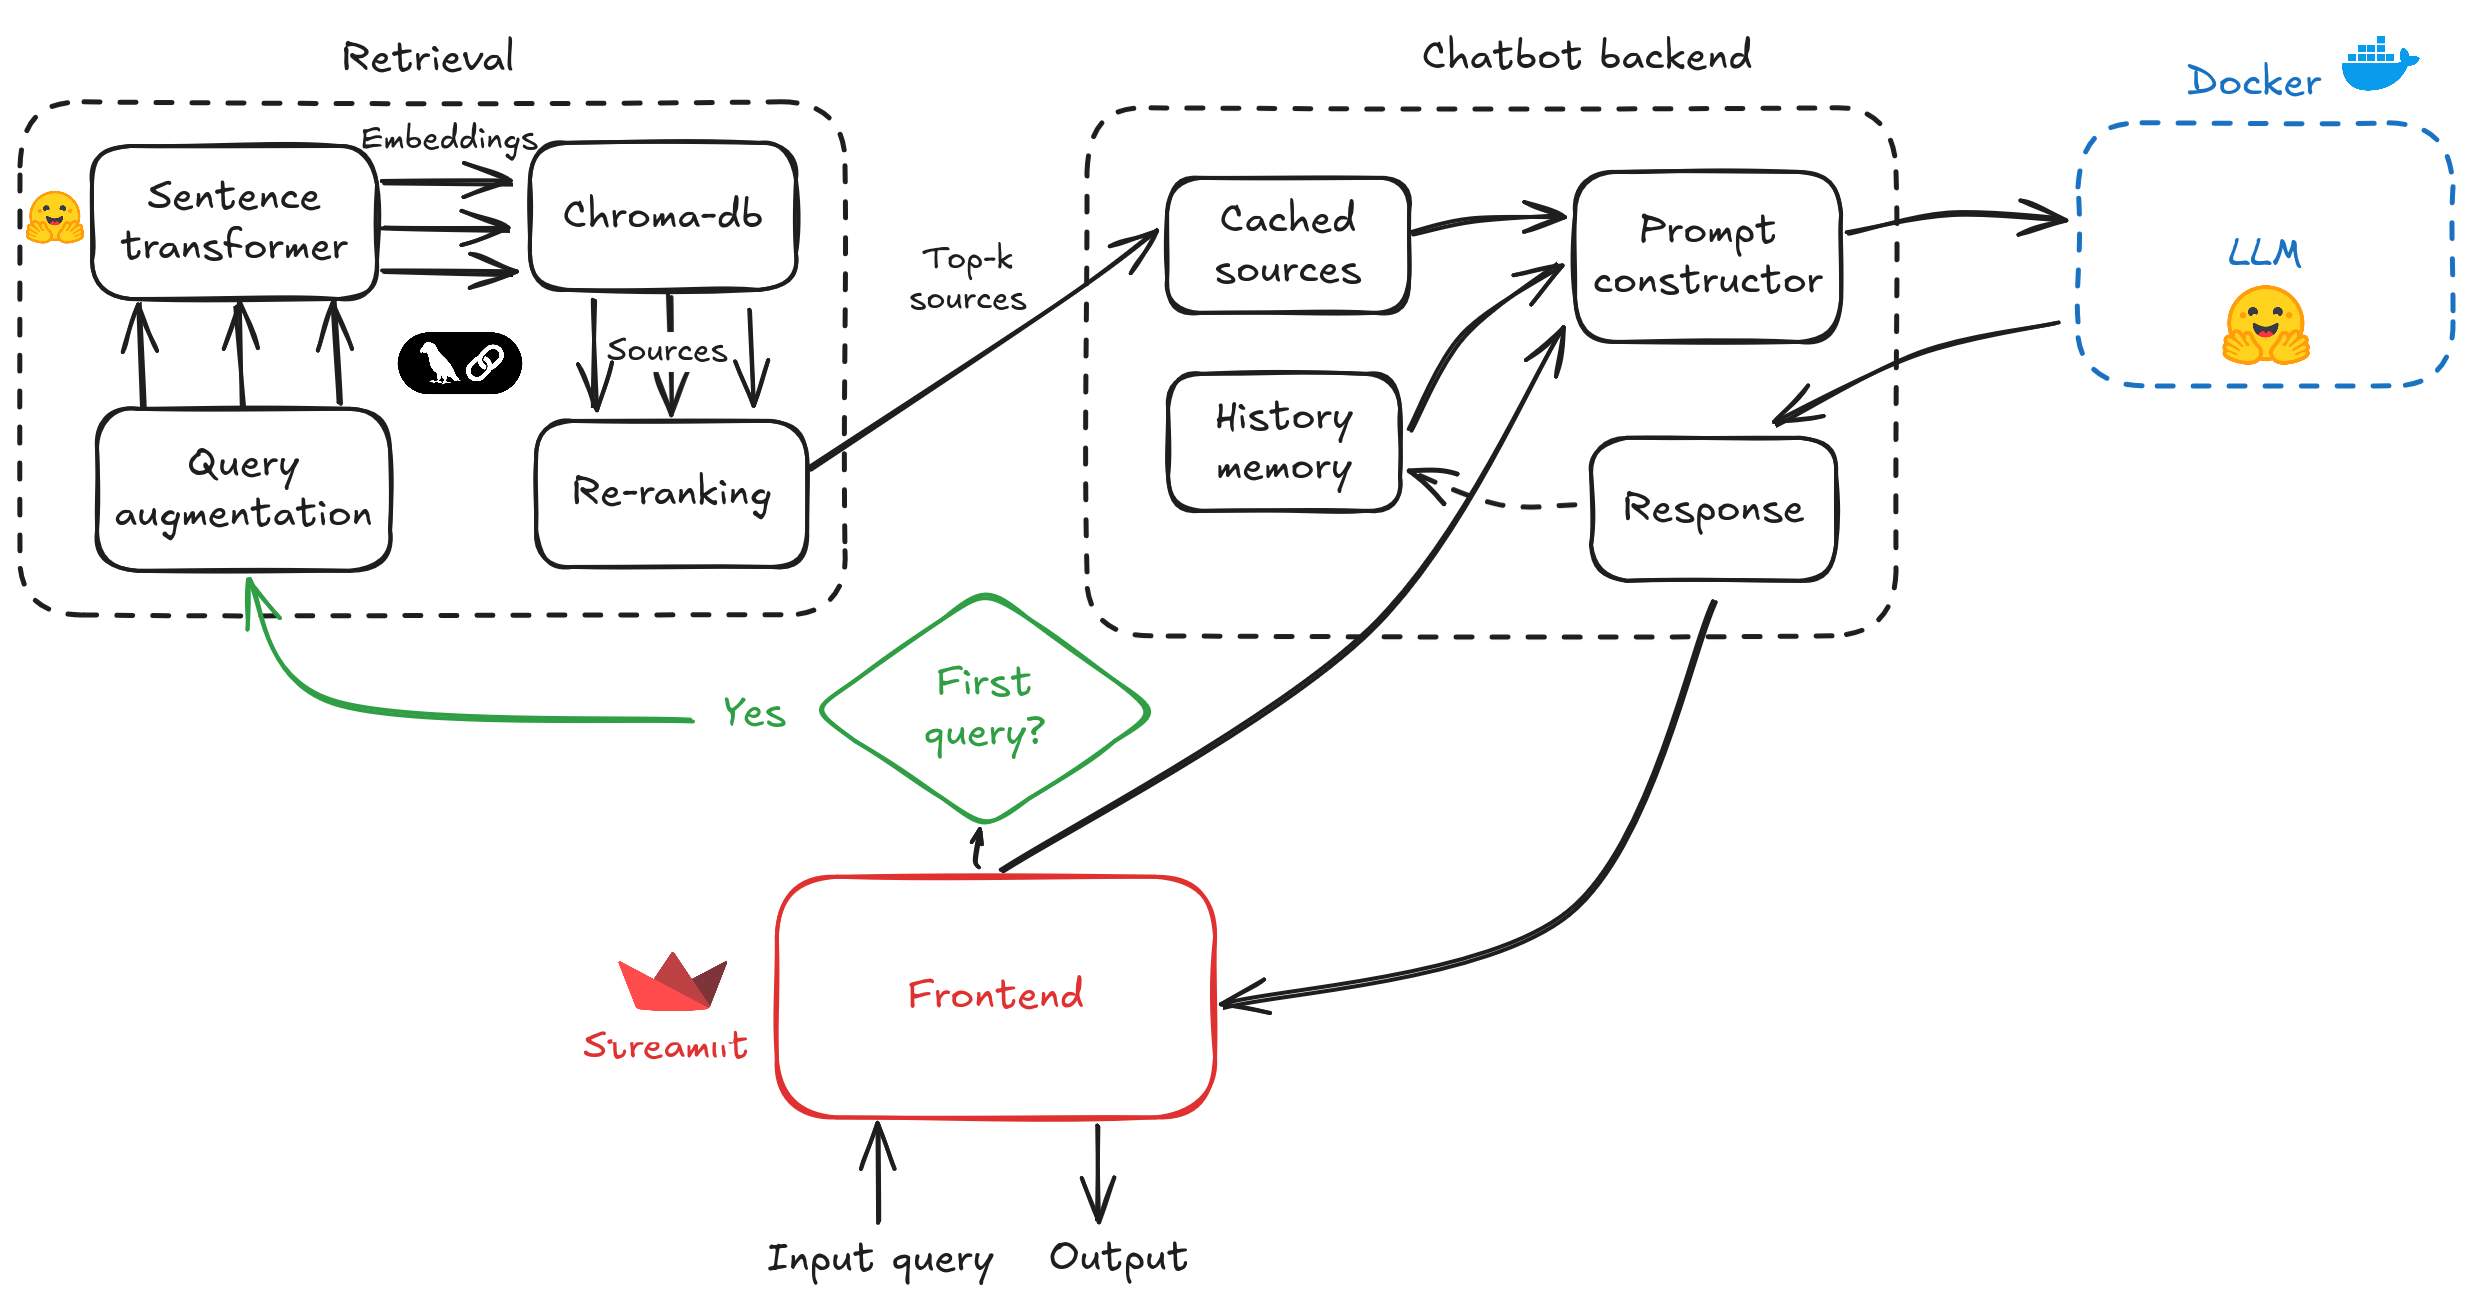 Retrieval
Chatbot backend
Docker
Embeddings
Sentence
transformer
Chroma-db
Cached
sources
Prompt
constructor
LLM
Top-k
sources
Sources
Query
augmentation
Re-ranking
History
memory
Response
First
query?
Yes
Frontend
Streamlit
Input query
Output